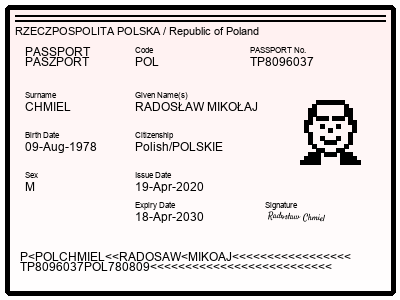 RZECZPOSPOLITA POLSKA / Republic of Poland
PASSPORT
PASZPORT
Code
POL
PASSPORT No.
TP8096037
Surname
CHMIEL
Given Name(s)
RADOSŁAW MIKOŁAJ
Birth Date
09-Aug-1978
Citizenship
Polish/POLSKIE
Sex
M
Issue Date
19-Apr-2020
Expiry Date
18-Apr-2030
Signature
Radosław Chmiel
P<POLCHMIEL<<RADOSAW<MIKOAJ<<<<<<<<<<<<<<<<<
TP8096037POL780809<<<<<<<<<<<<<<<<<<<<<<<<<<